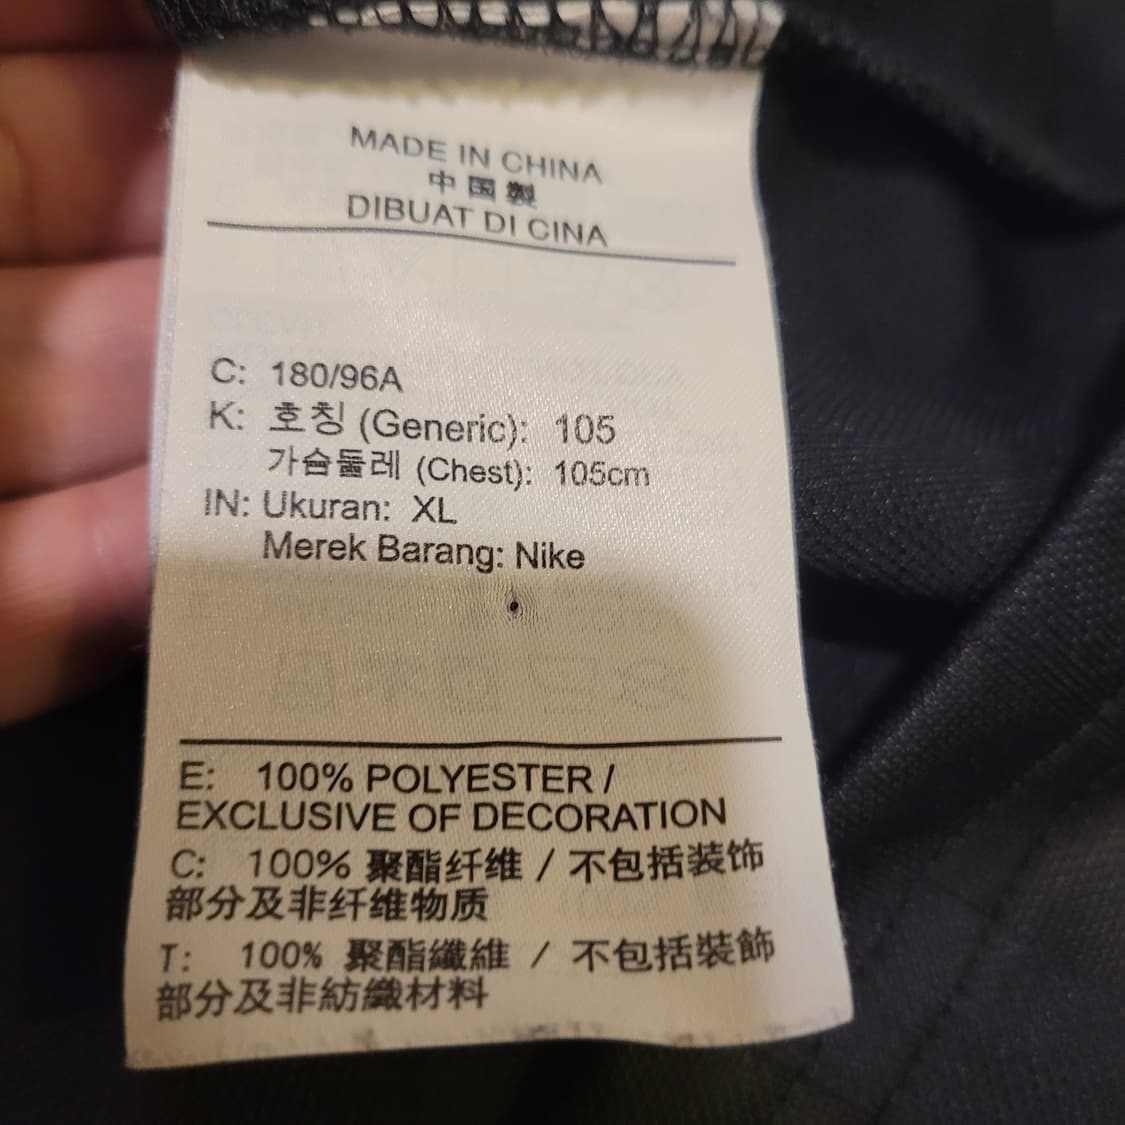 MADE IN CHINA
中国製
DIBUAT DI CINA
C: 180/96A
K: 호칭 (Generic): 105
가슴둘레 (Chest): 105cm
IN: Ukuran: XL
Merek Barang: Nike
E: 100% POLYESTER /
EXCLUSIVE OF DECORATION
C: 100% 聚酯纤维 / 不包括装饰
部分及非纤维物质
T: 100% 聚酯纖維 / 不包括裝飾
部分及非紡織材料